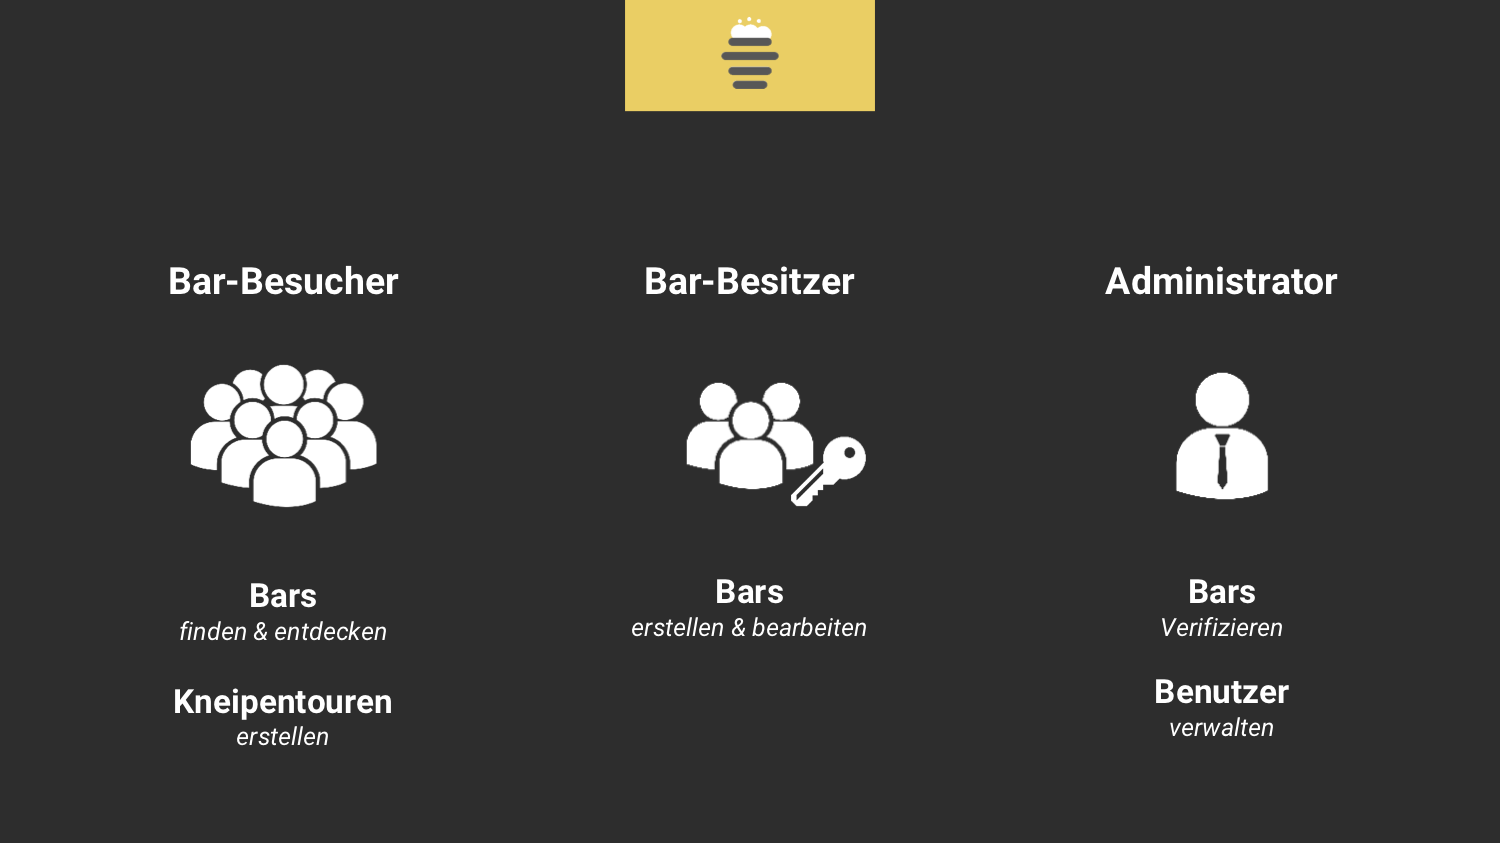 Bar-Besucher
Bars
finden & entdecken
Kneipentouren
erstellen
Bar-Besitzer
Bars
erstellen & bearbeiten
Administrator
Bars
Verifizieren
Benutzer
verwalten